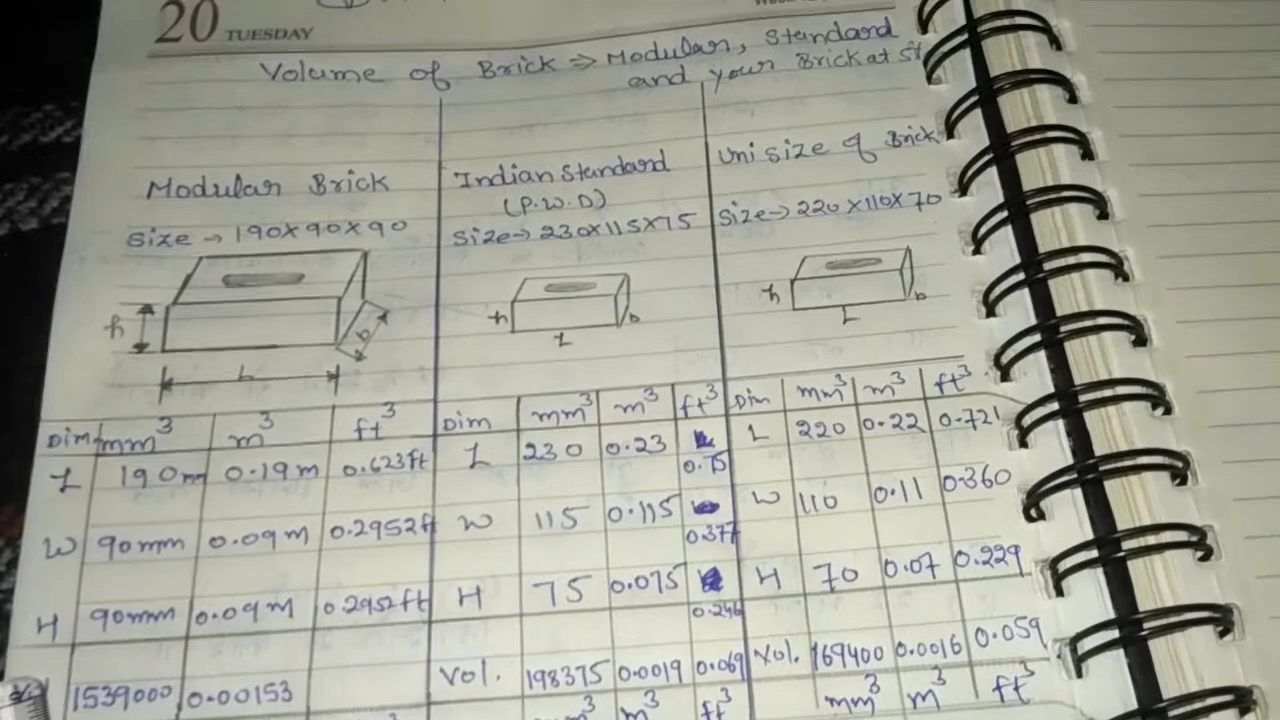 20 TUESDAY
Volume of Brick ⇒ Modular, Standard
and your Brick at
Modular Brick
Size → 190×90×90
h
b
L
Dim mm³ m³ ft³
L 190mm 0.19m 0.623ft
W 90mm 0.09m 0.2952ft
H 90mm 0.09m 0.2952ft
1539000 0.00153
Indian Standard
(P.W.D)
Size → 230×115×75
h
b
L
Dim mm³ m³ ft³
L 230 0.23 0.75
W 115 0.115 0.377
H 75 0.075 0.246
Vol. 198375 0.0019 0.069
mm³ m³ ft³
Uni size of Brick
Size → 220×110×70
h
b
L
Dim mm³ m³ ft³
L 220 0.22 0.721
W 110 0.11 0.360
H 70 0.07 0.229
Vol. 169400 0.0016 0.059
mm³ m³ ft³